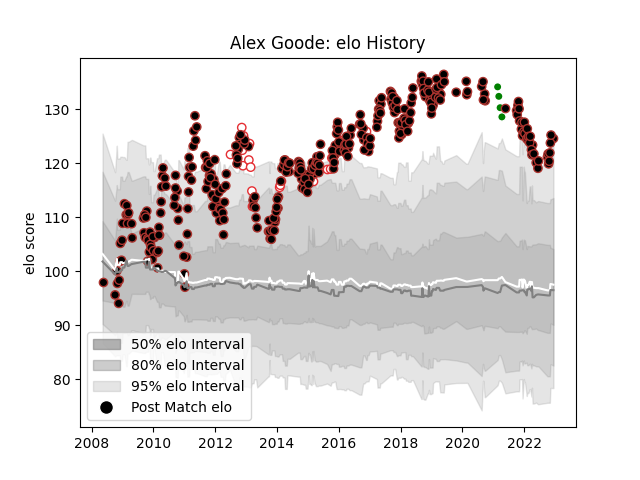 Alex Goode: elo History
elo score
130
120
110
100
90
80
50% elo Interval
80% elo Interval
95% elo Interval
Post Match elo
2008 2010 2012 2014 2016 2018 2020 2022